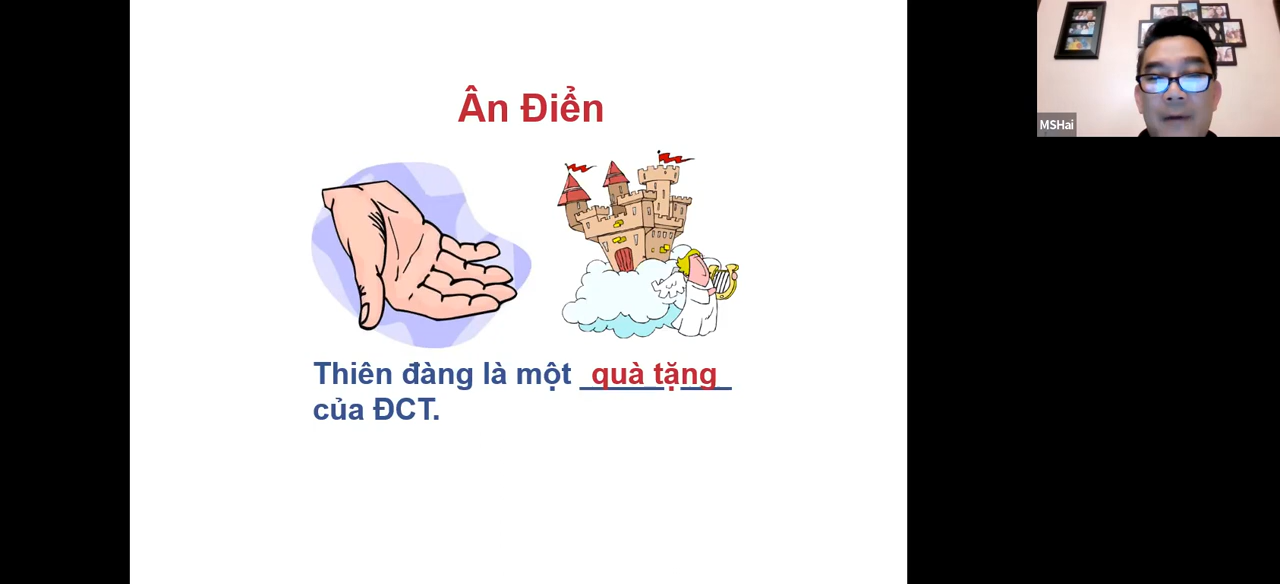 Ân Điển
Thiên đàng là một quà tặng
của ĐCT.
MSHai